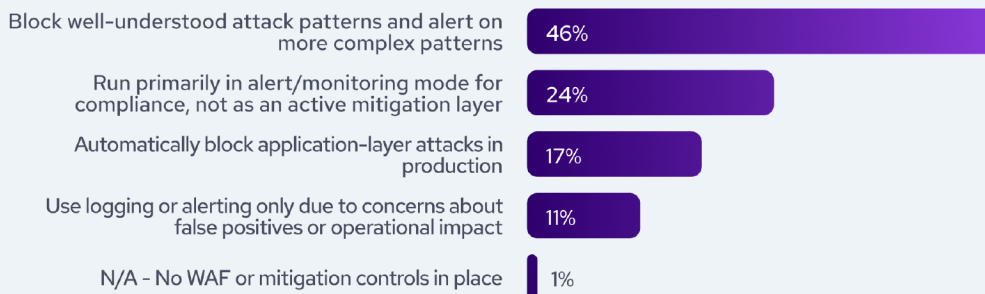 Block well-understood attack patterns and alert on
more complex patterns
46%
Run primarily in alert/monitoring mode for
compliance, not as an active mitigation layer
24%
Automatically block application-layer attacks in
production
17%
Use logging or alerting only due to concerns about
false positives or operational impact
11%
N/A - No WAF or mitigation controls in place
1%